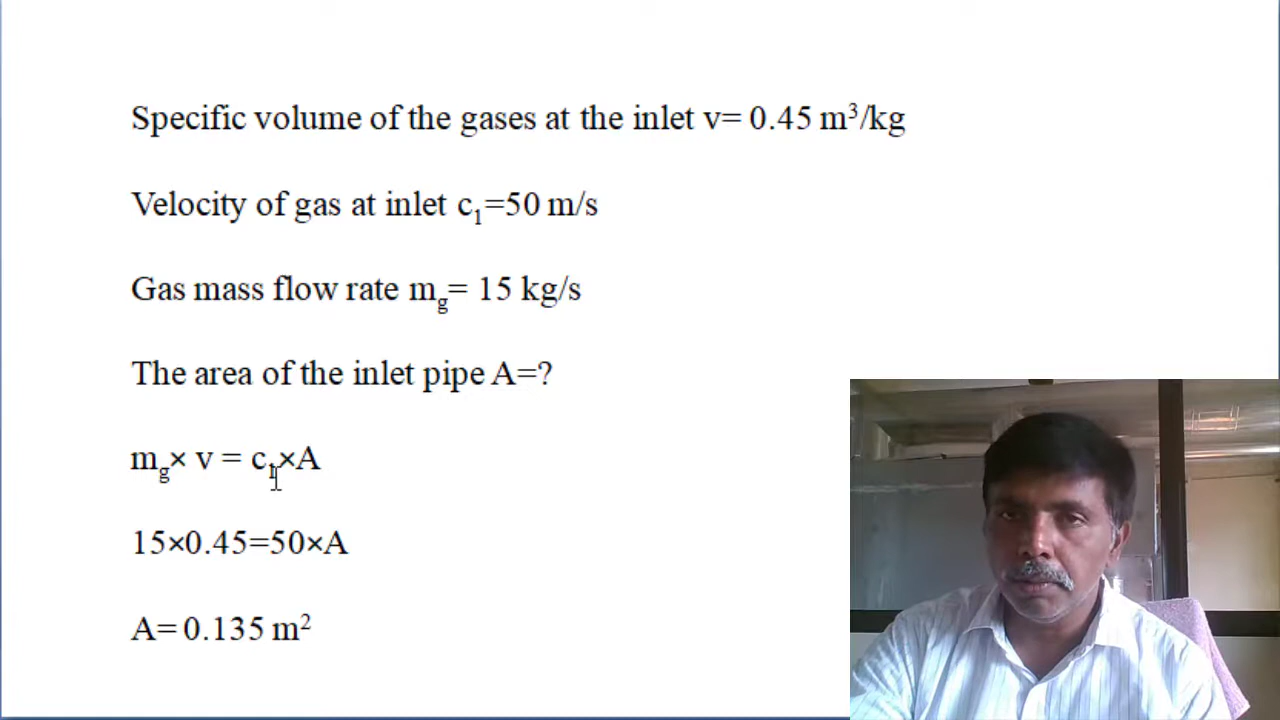 Specific volume of the gases at the inlet v= 0.45 m³/kg
Velocity of gas at inlet c₁=50 m/s
Gas mass flow rate m_g= 15 kg/s
The area of the inlet pipe A=?
m_g× v = c₁×A
15×0.45=50×A
A= 0.135 m²